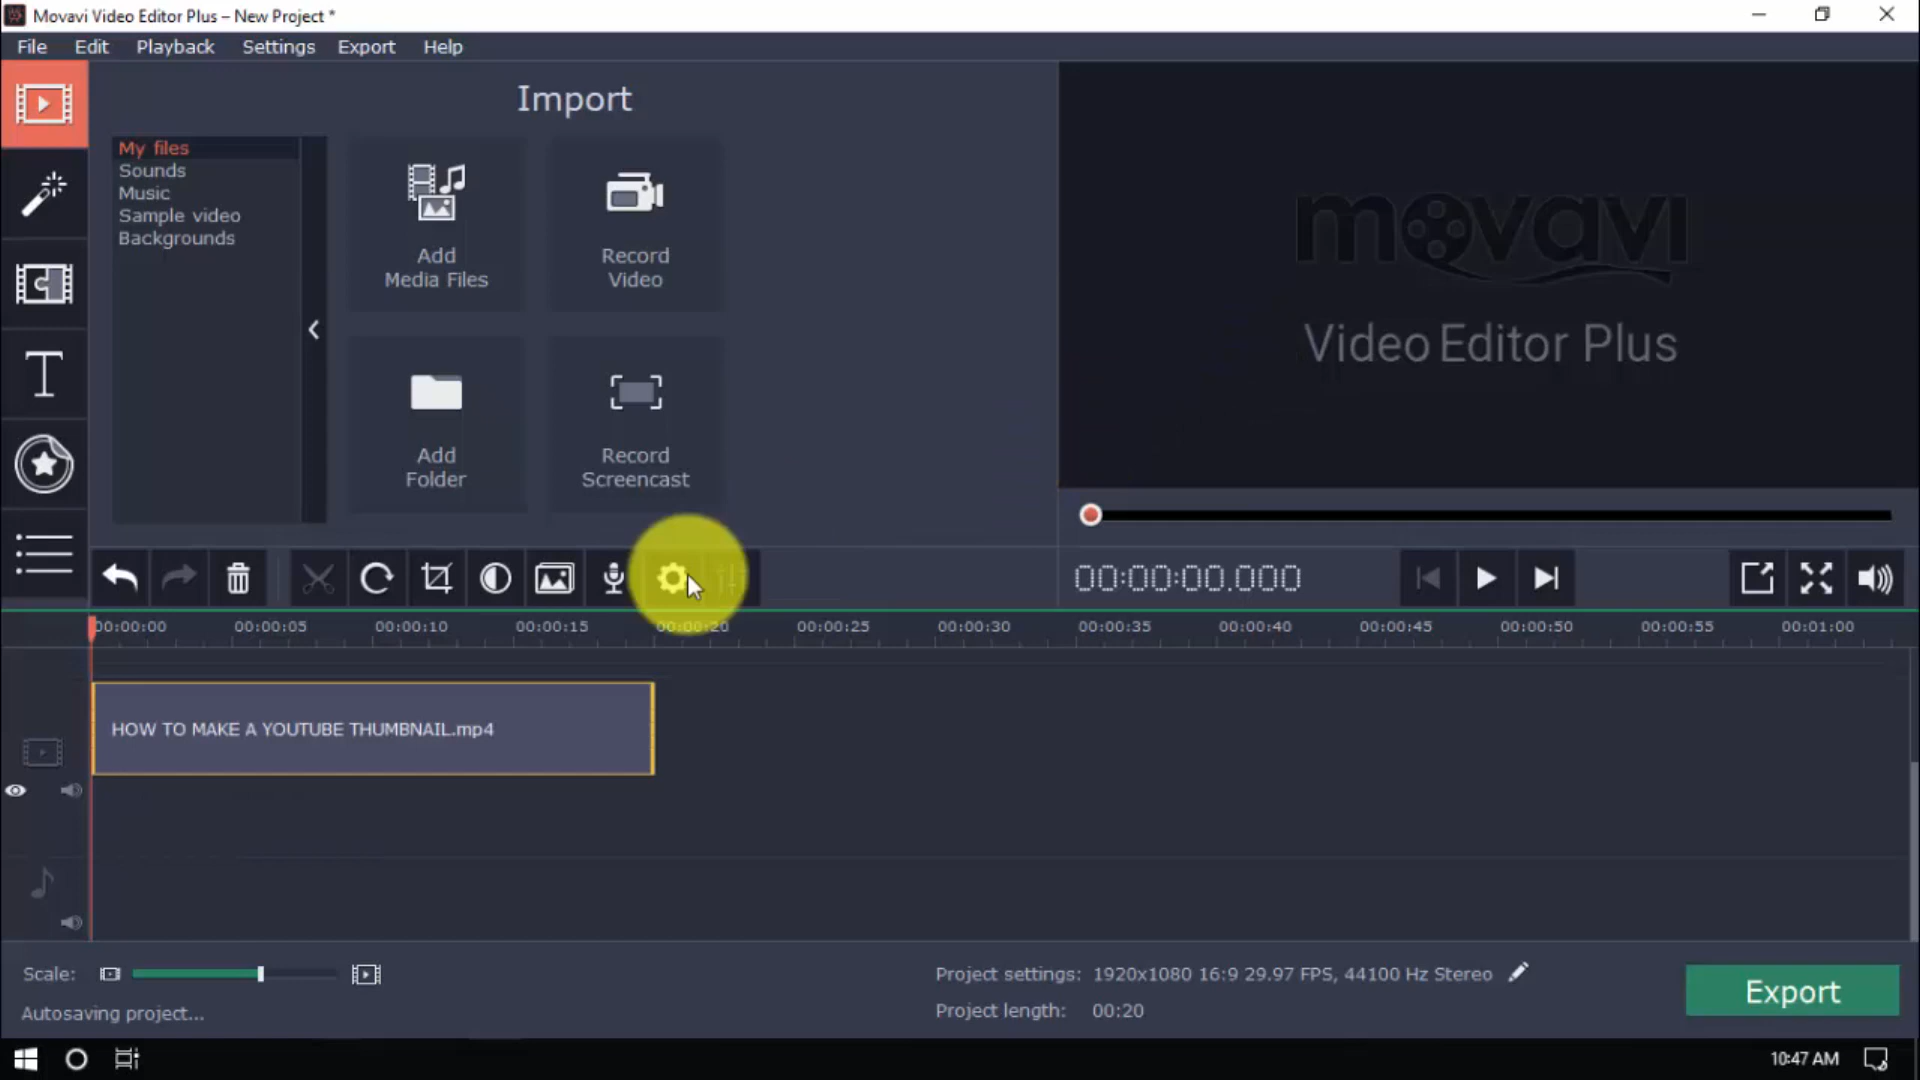 Movavi Video Editor Plus – New Project *
File Edit Playback Settings Export Help
Import
My files
Sounds
Music
Sample video
Backgrounds
Add
Media Files
Record
Video
Add
Folder
Record
Screencast
movavi
Video Editor Plus
00:00:00.000
00:00:00 00:00:05 00:00:10 00:00:15 00:00:20 00:00:25 00:00:30 00:00:35 00:00:40 00:00:45 00:00:50 00:00:55 00:01:00
HOW TO MAKE A YOUTUBE THUMBNAIL.mp4
Scale:
Project settings: 1920x1080 16:9 29.97 FPS, 44100 Hz Stereo
Export
Autosaving project...
Project length: 00:20
10:47 AM